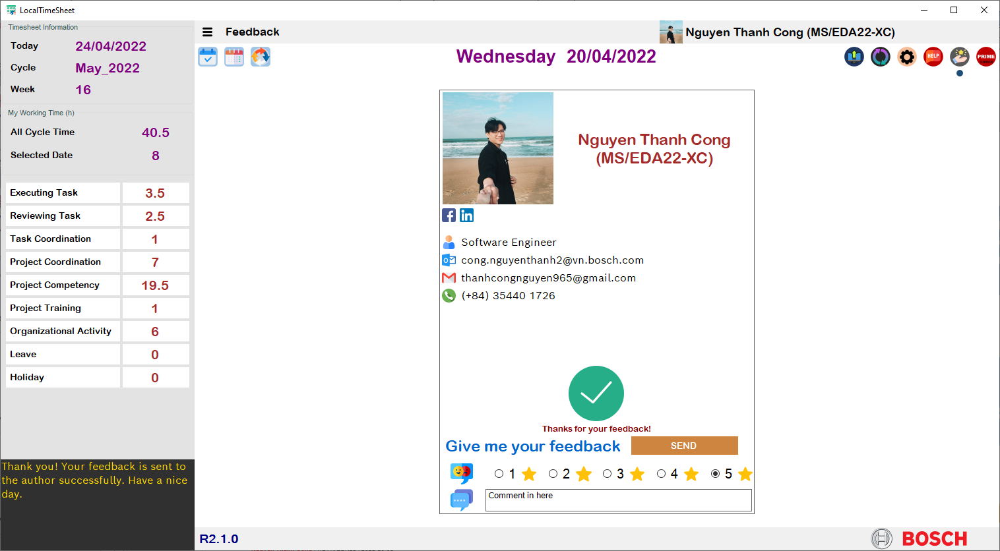 LocalTimeSheet
Timesheet Information
Today 24/04/2022
Cycle May_2022
Week 16
My Working Time (h)
All Cycle Time 40.5
Selected Date 8
Executing Task 3.5
Reviewing Task 2.5
Task Coordination 1
Project Coordination 7
Project Competency 19.5
Project Training 1
Organizational Activity 6
Leave 0
Holiday 0
Thank you! Your feedback is sent to
the author successfully. Have a nice
day.
Feedback
Nguyen Thanh Cong (MS/EDA22-XC)
Wednesday 20/04/2022
HELP
PRIME
Nguyen Thanh Cong
(MS/EDA22-XC)
Software Engineer
cong.nguyenthanh2@vn.bosch.com
thanhcongnguyen965@gmail.com
(+84) 35440 1726
Thanks for your feedback!
Give me your feedback SEND
1 2 3 4 5
Comment in here
R2.1.0
BOSCH